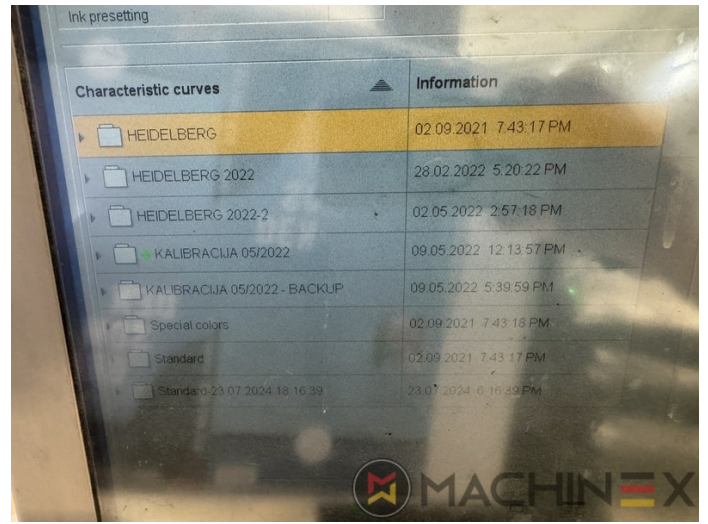 Ink presetting
Characteristic curves Information
HEIDELBERG 02.09.2021 7:43:17 PM
HEIDELBERG 2022 28.02.2022 5:20:22 PM
HEIDELBERG 2022-2 02.05.2022 2:57:18 PM
KALIBRACIJA 05/2022 09.05.2022 12:13:57 PM
KALIBRACIJA 05/2022 - BACKUP 09.05.2022 5:39:59 PM
Special colors 02.09.2021 7:43:18 PM
Standard 02.09.2021 7:43:17 PM
Standard-23.07.2024 18:16:39 23.07.2024 6:16:39 PM
MACHINEX